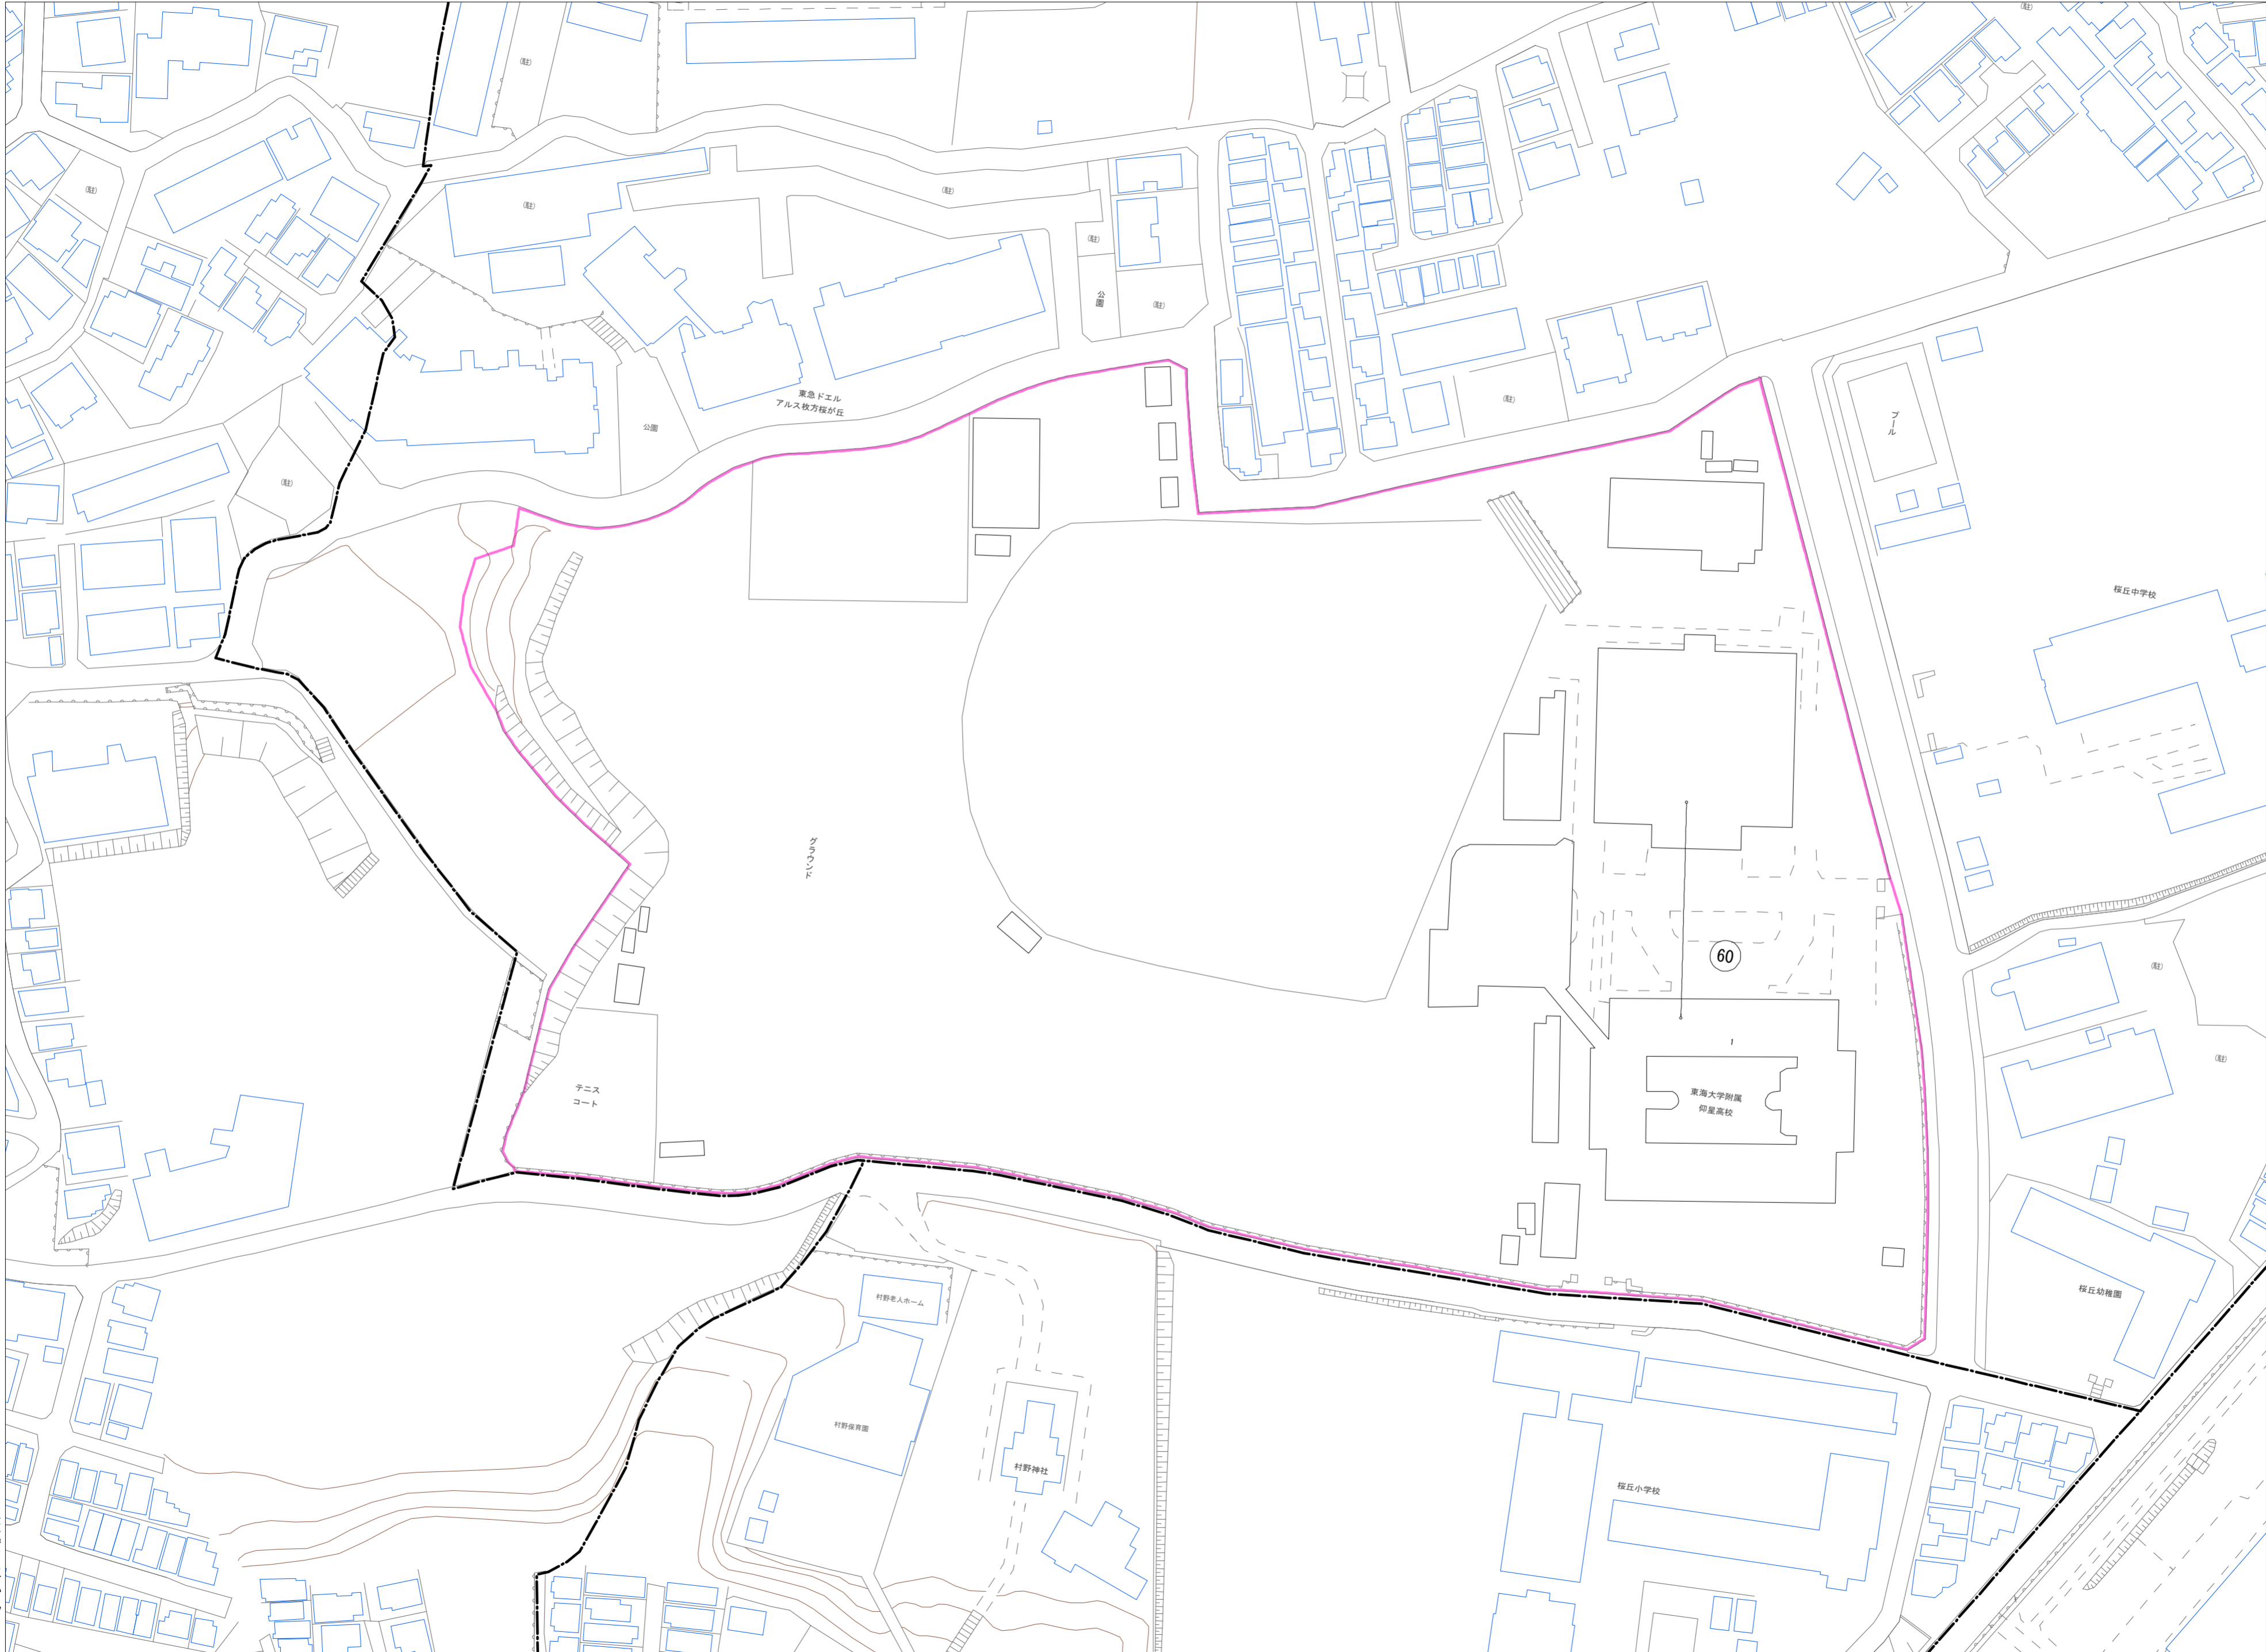 (駐)
(駐)
(駐)
(駐)
(駐)
(駐)
公園
(駐)
東急ドエル
アルス枚方桜が丘
公園
(駐)
(駐)
プール
桜丘中学校
グラウンド
60
(駐)
(駐)
1
東海大学附属
仰星高校
テニス
コート
桜丘幼稚園
村野老人ホーム
村野保育園
村野神社
桜丘小学校